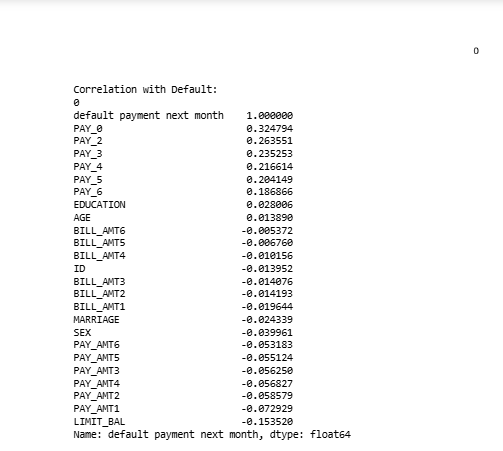 0
Correlation with Default:
0
default payment next month    1.000000
PAY_0                         0.324794
PAY_2                         0.263551
PAY_3                         0.235253
PAY_4                         0.216614
PAY_5                         0.204149
PAY_6                         0.186866
EDUCATION                     0.028006
AGE                           0.013890
BILL_AMT6                    -0.005372
BILL_AMT5                    -0.006760
BILL_AMT4                    -0.010156
ID                           -0.013952
BILL_AMT3                    -0.014076
BILL_AMT2                    -0.014193
BILL_AMT1                    -0.019644
MARRIAGE                     -0.024339
SEX                          -0.039961
PAY_AMT6                     -0.053183
PAY_AMT5                     -0.055124
PAY_AMT3                     -0.056250
PAY_AMT4                     -0.056827
PAY_AMT2                     -0.058579
PAY_AMT1                     -0.072929
LIMIT_BAL                    -0.153520
Name: default payment next month, dtype: float64